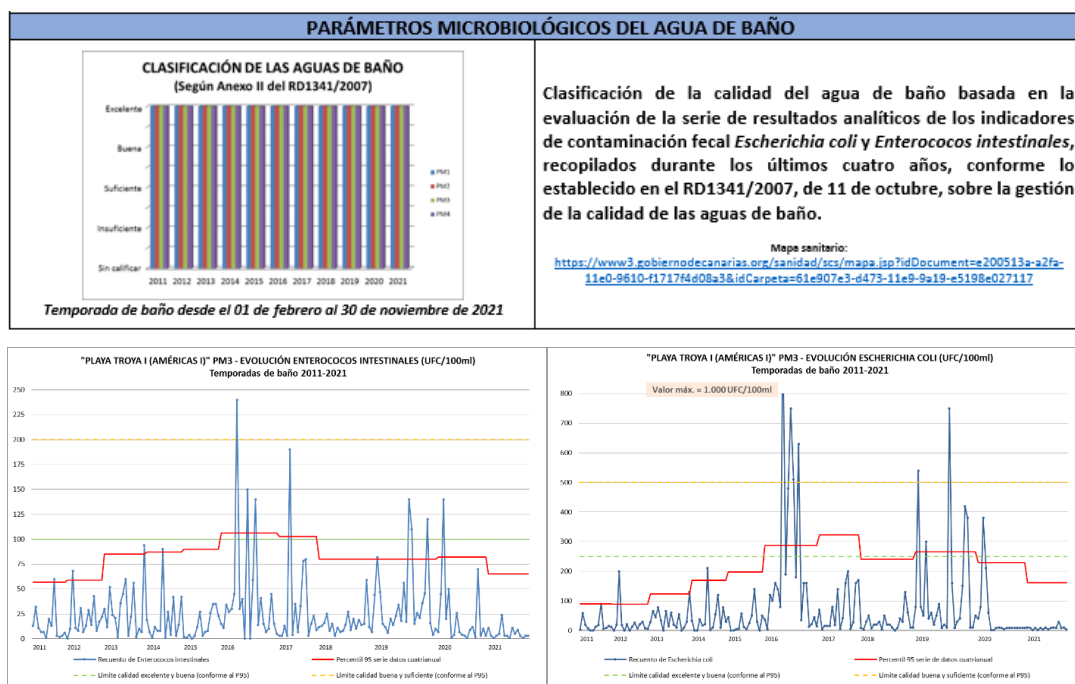 PARÁMETROS MICROBIOLÓGICOS DEL AGUA DE BAÑO
CLASIFICACIÓN DE LAS AGUAS DE BAÑO
(Según Anexo II del RD1341/2007)
Excelente
Buena
Suficiente
Insuficiente
Sin calificar
2011 2012 2013 2014 2015 2016 2017 2018 2019 2020 2021
PM1
PM2
PM3
PM4
Temporada de baño desde el 01 de febrero al 30 de noviembre de 2021
Clasificación de la calidad del agua de baño basada en la
evaluación de la serie de resultados analíticos de los indicadores
de contaminación fecal Escherichia coli y Enterococos intestinales,
recopilados durante los últimos cuatro años, conforme lo
establecido en el RD1341/2007, de 11 de octubre, sobre la gestión
de la calidad de las aguas de baño.
Mapa sanitario:
https://www3.gobiernodecanarias.org/sanidad/scs/mapa.jsp?idDocument=e200513a-a2fa-
11e0-9610-f1717f4d08a3&idCarpeta=61e907e3-d473-11e9-9a19-e5198e027117
"PLAYA TROYA I (AMÉRICAS I)" PM3 - EVOLUCIÓN ENTEROCOCOS INTESTINALES (UFC/100ml)
Temporadas de baño 2011-2021
250
225
200
175
150
125
100
75
50
25
0
2011 2012 2013 2014 2015 2016 2017 2018 2019 2020 2021
Recuento de Enterococos intestinales
Percentil 95 serie de datos cuatrianual
Límite calidad excelente y buena (conforme al P95)
Límite calidad buena y suficiente (conforme al P95)
"PLAYA TROYA I (AMÉRICAS I)" PM3 - EVOLUCIÓN ESCHERICHIA COLI (UFC/100ml)
Temporadas de baño 2011-2021
Valor máx. = 1.000 UFC/100ml
800
700
600
500
400
300
200
100
0
2011 2012 2013 2014 2015 2016 2017 2018 2019 2020 2021
Recuento de Escherichia coli
Percentil 95 serie de datos cuatrianual
Límite calidad excelente y buena (conforme al P95)
Límite calidad buena y suficiente (conforme al P95)